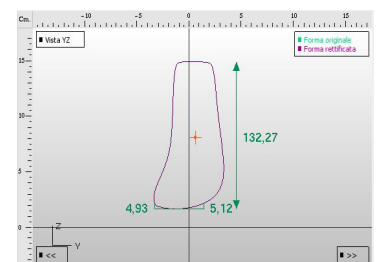 Cm. -10 -5 0 5 10 15
Vista YZ
Forma originale
Forma rettificata
15
10
132,27
5
4,93 5,12
0
Z
Y
<< >>